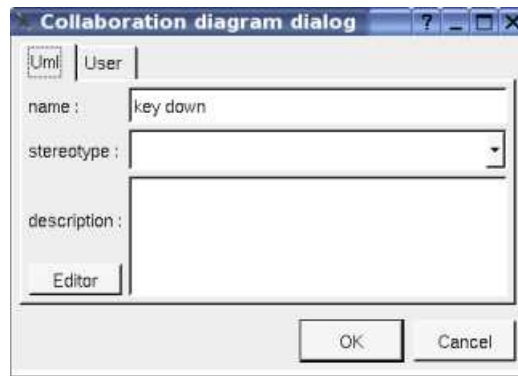 Collaboration diagram dialog
Uml User
name : key down
stereotype :
description :
Editor
OK Cancel